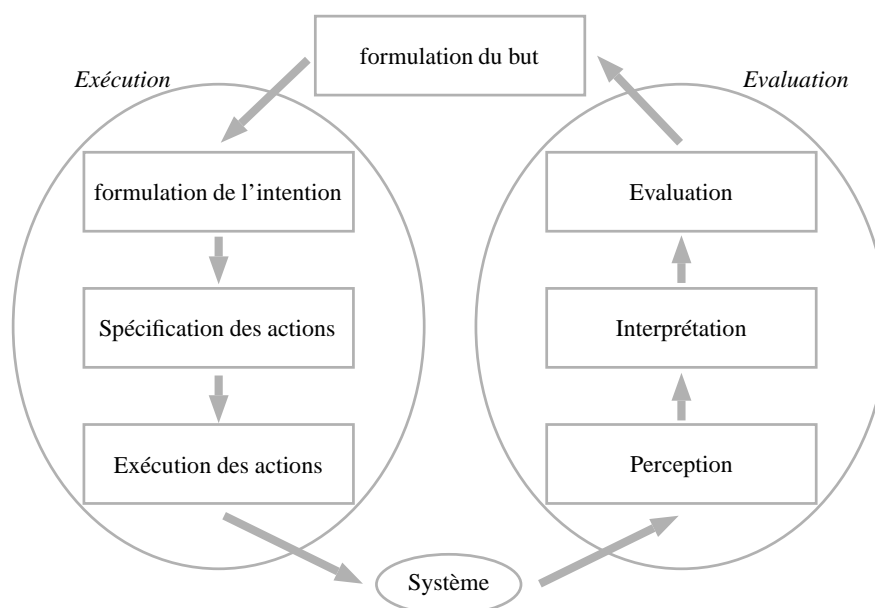 formulation du but
Exécution
Evaluation
formulation de l’intention
Evaluation
Spécification des actions
Interprétation
Exécution des actions
Perception
Système